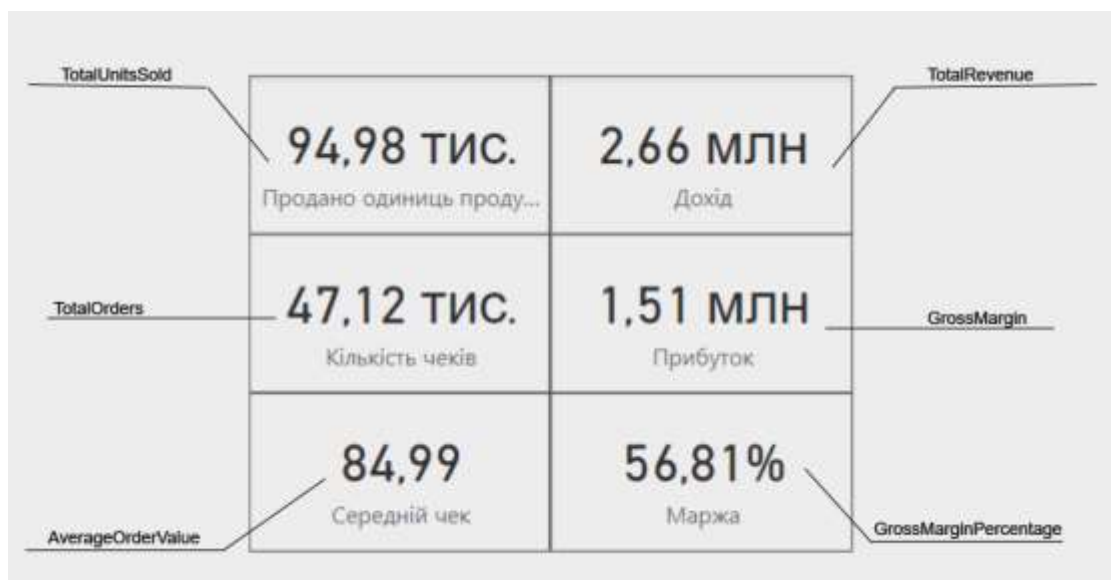 TotalUnitsSold
TotalRevenue
94,98 тис.
Продано одиниць проду...
2,66 млн
Дохід
TotalOrders
47,12 тис.
Кількість чеків
1,51 млн
Прибуток
GrossMargin
84,99
Середній чек
56,81%
Маржа
AverageOrderValue
GrossMarginPercentage